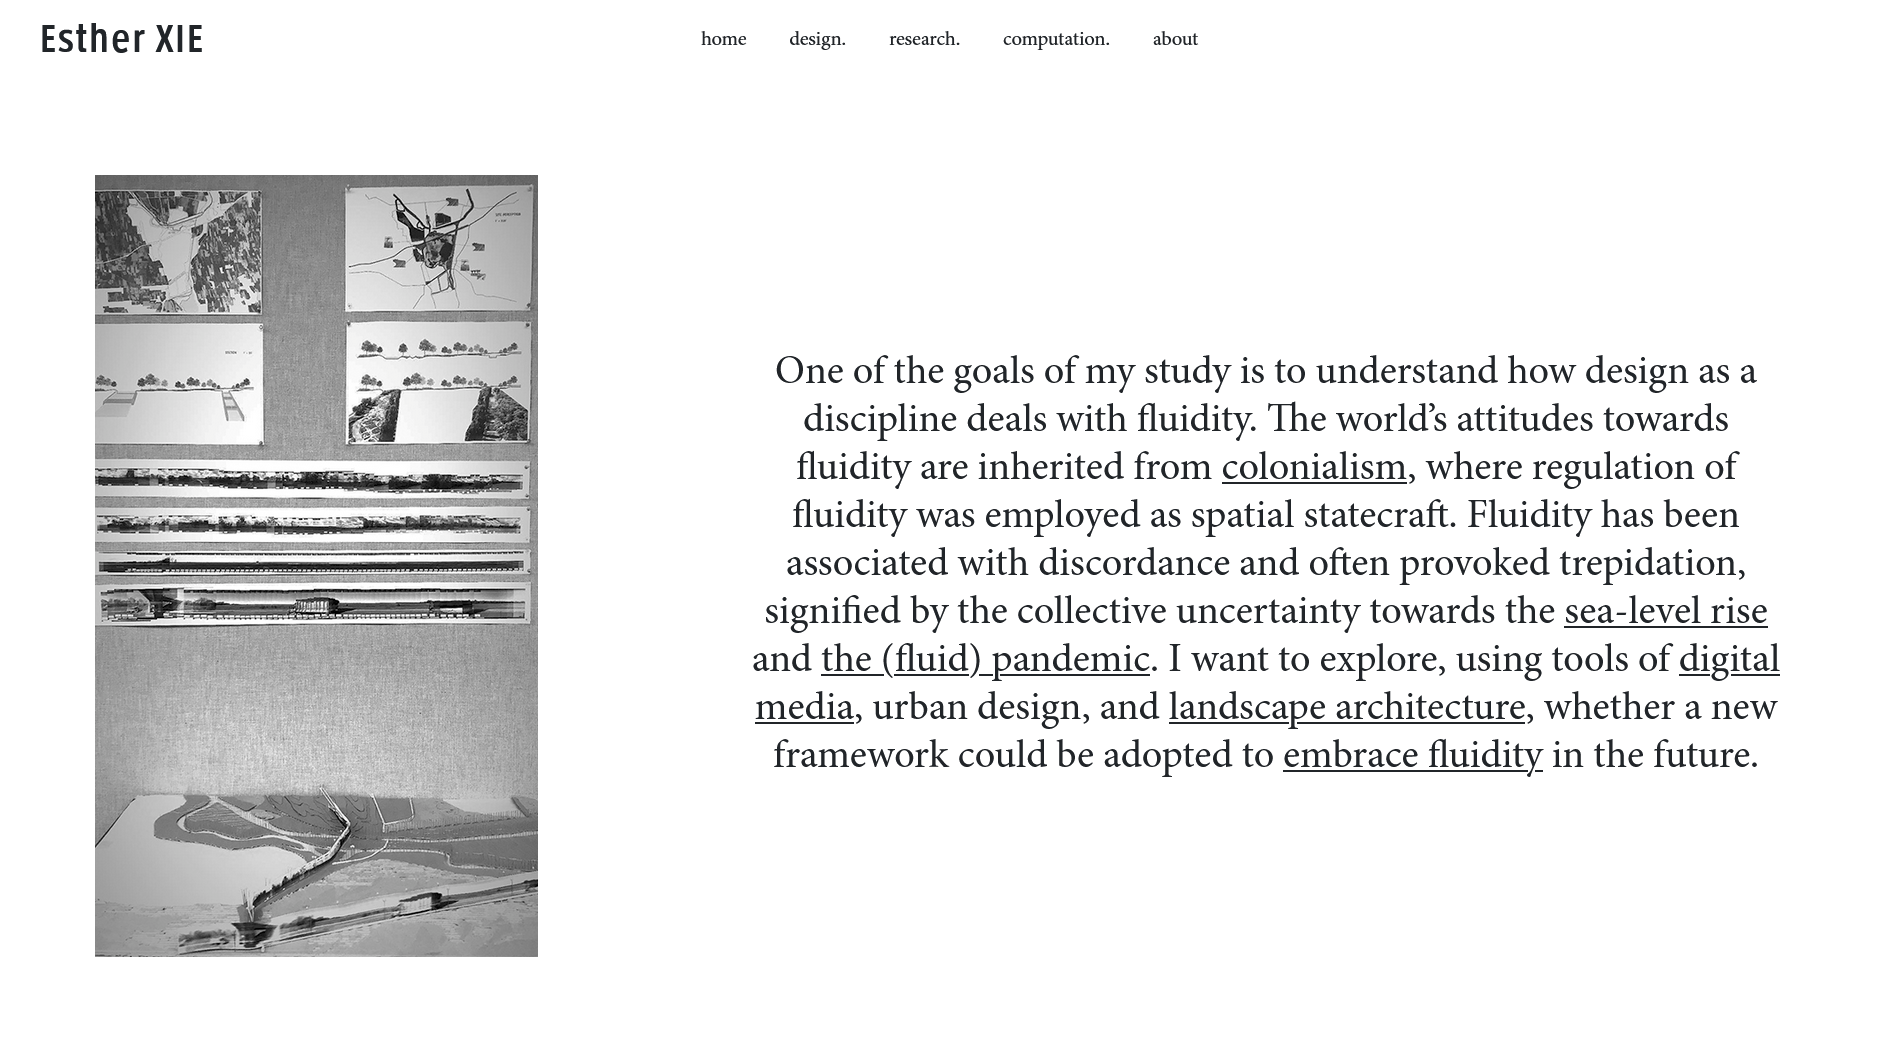 Esther XIE
home design. research. computation. about
One of the goals of my study is to understand how design as a
discipline deals with fluidity. The world’s attitudes towards
fluidity are inherited from colonialism, where regulation of
fluidity was employed as spatial statecraft. Fluidity has been
associated with discordance and often provoked trepidation,
signified by the collective uncertainty towards the sea-level rise
and the (fluid) pandemic. I want to explore, using tools of digital
media, urban design, and landscape architecture, whether a new
framework could be adopted to embrace fluidity in the future.